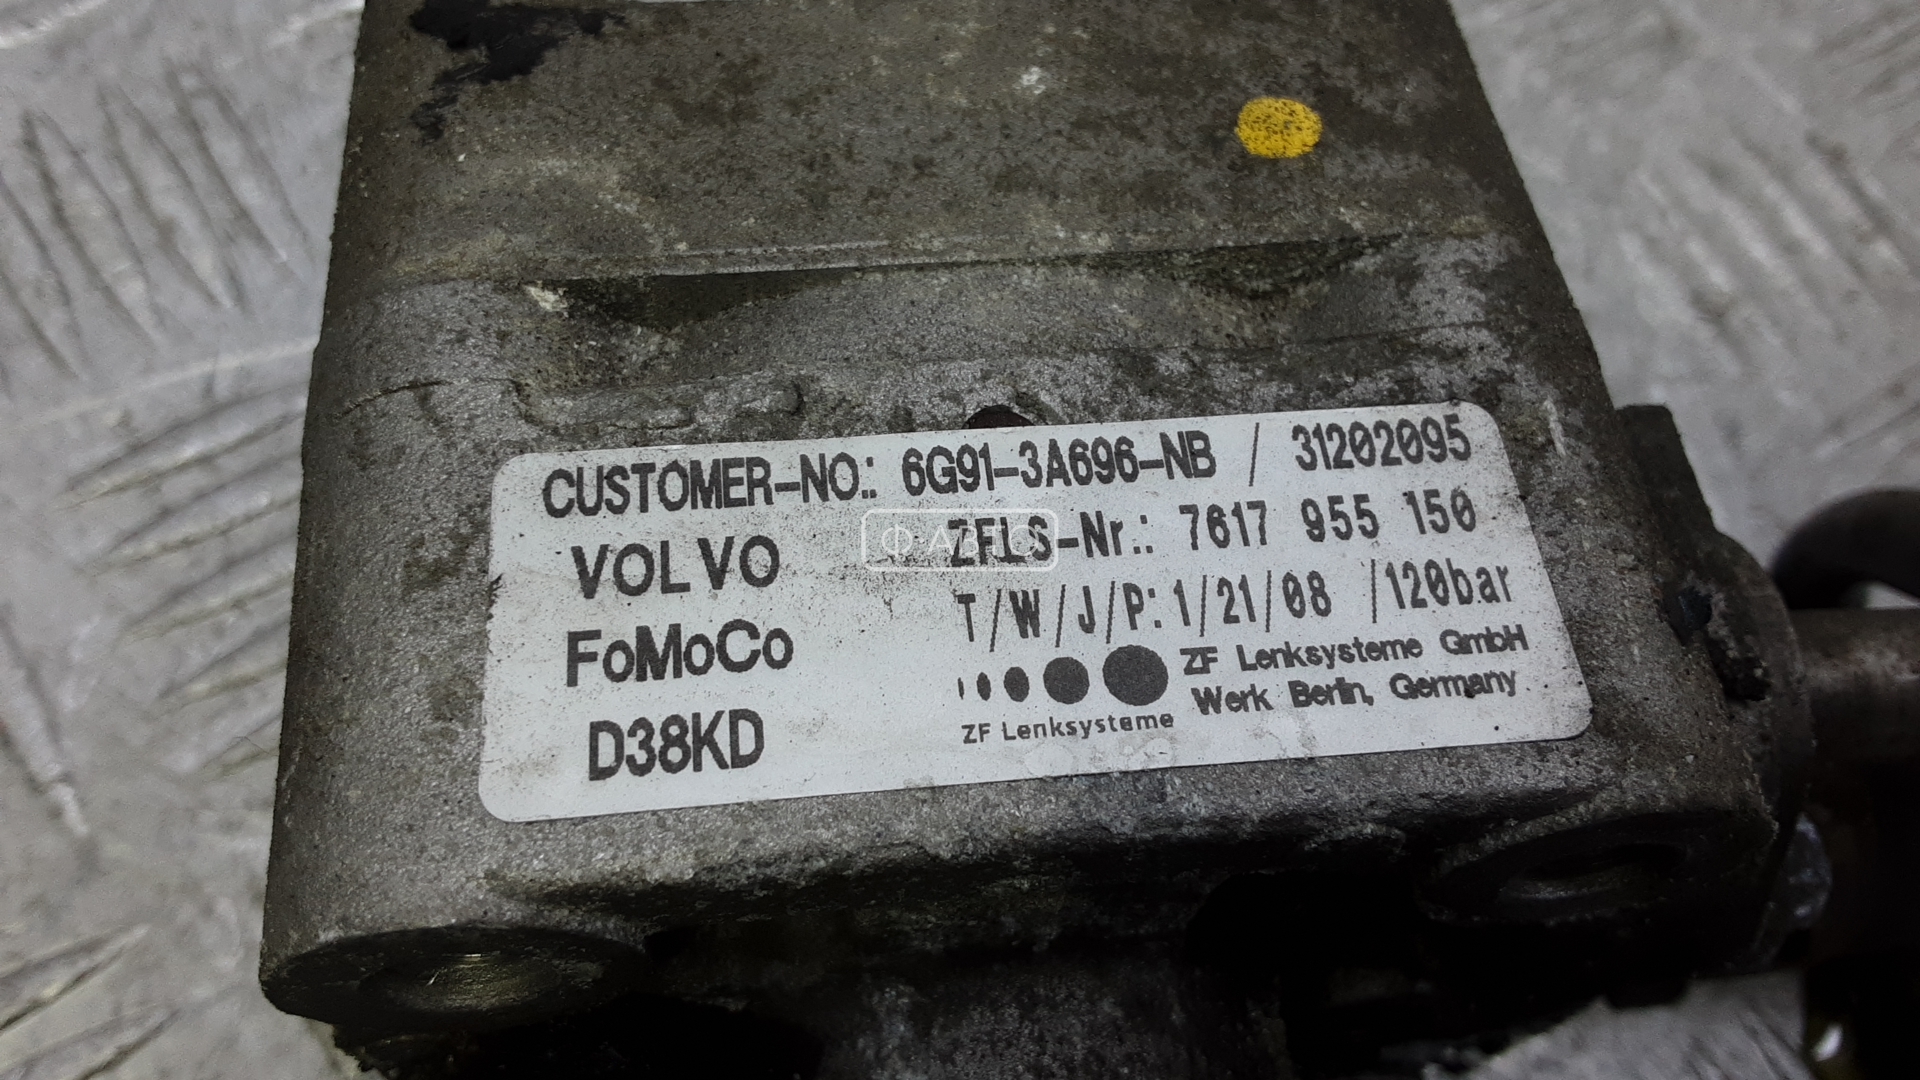 CUSTOMER-NO.: 6G91-3A696-NB / 31202095
VOLVO ZFLS-Nr.: 7617 955 150
FoMoCo T/W/J/P: 1/21/08 /120bar
D38KD ZF Lenksysteme
ZF Lenksysteme GmbH
Werk Berlin, Germany
Ф АВТО